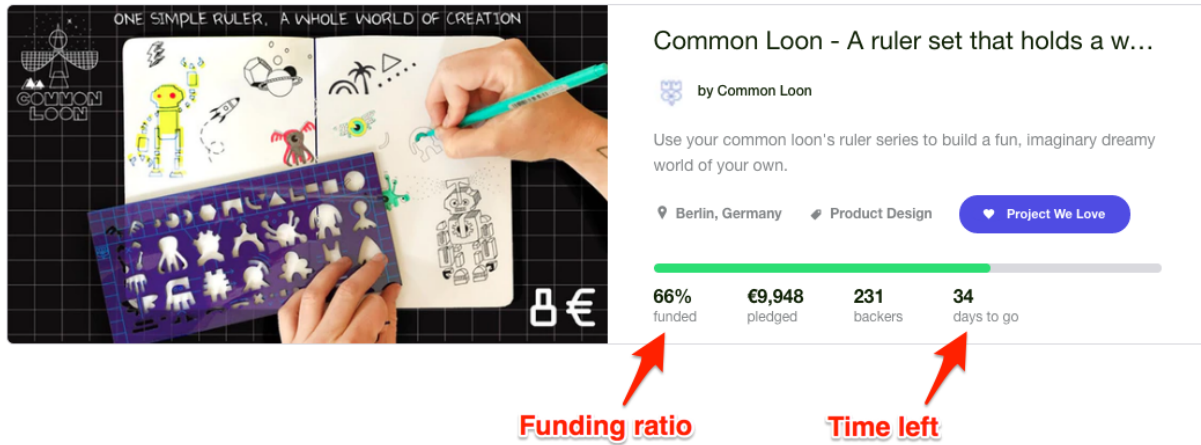 ONE SIMPLE RULER, A WHOLE WORLD OF CREATION
COMMON
LOON
8 €
Common Loon - A ruler set that holds a w...
by Common Loon
Use your common loon's ruler series to build a fun, imaginary dreamy
world of your own.
Berlin, Germany Product Design Project We Love
66% €9,948 231 34
funded pledged backers days to go
Funding ratio Time left